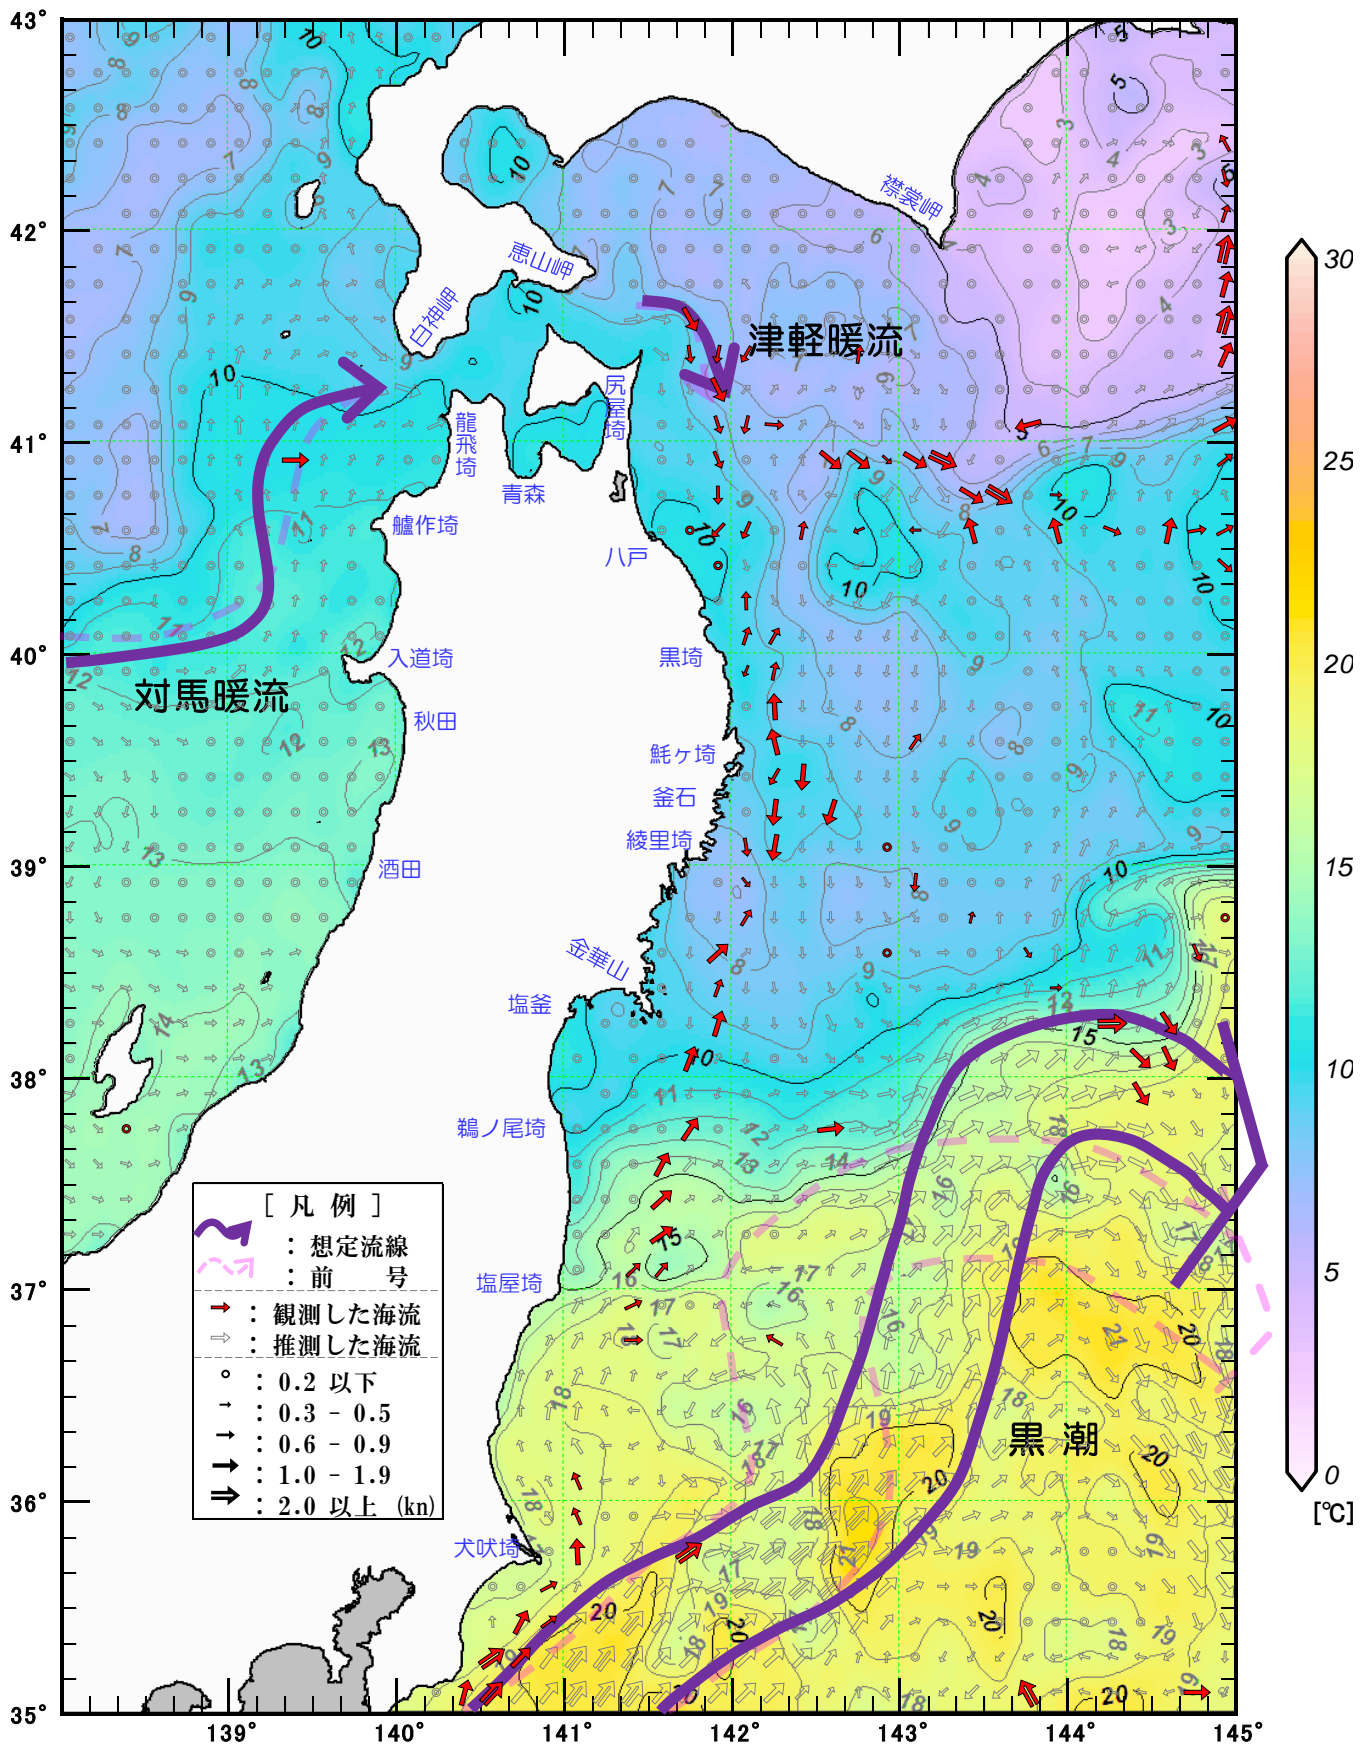 43°
42°
41°
40°
39°
38°
37°
36°
35°
139°
140°
141°
142°
143°
144°
145°
襟裳岬
恵山岬
白神岬
津軽暖流
尻屋埼
龍飛埼
青森
艫作埼
八戸
入道埼
黒埼
対馬暖流
秋田
魹ヶ埼
釜石
綾里埼
酒田
金華山
塩釜
鵜ノ尾埼
塩屋埼
黒潮
犬吠埼
[ 凡 例 ]
: 想定流線
: 前 号
: 観測した海流
: 推測した海流
: 0.2 以下
: 0.3 - 0.5
: 0.6 - 0.9
: 1.0 - 1.9
: 2.0 以上 (kn)
30
25
20
15
10
5
0
[℃]